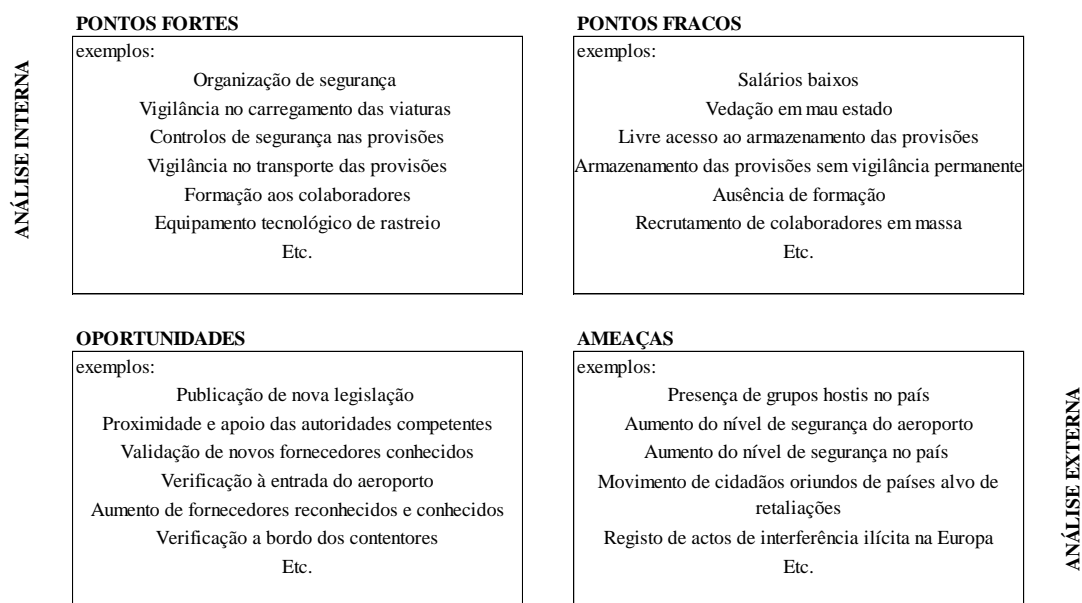 PONTOS FORTES
exemplos:
Organização de segurança
Vigilância no carregamento das viaturas
Controlos de segurança nas provisões
Vigilância no transporte das provisões
Formação aos colaboradores
Equipamento tecnológico de rastreio
Etc.
PONTOS FRACOS
exemplos:
Salários baixos
Vedação em mau estado
Livre acesso ao armazenamento das provisões
Armazenamento das provisões sem vigilância permanente
Ausência de formação
Recrutamento de colaboradores em massa
Etc.
ANÁLISE INTERNA
OPORTUNIDADES
exemplos:
Publicação de nova legislação
Proximidade e apoio das autoridades competentes
Validação de novos fornecedores conhecidos
Verificação à entrada do aeroporto
Aumento de fornecedores reconhecidos e conhecidos
Verificação a bordo dos contentores
Etc.
AMEAÇAS
exemplos:
Presença de grupos hostis no país
Aumento do nível de segurança do aeroporto
Aumento do nível de segurança no país
Movimento de cidadãos oriundos de países alvo de
retaliações
Registo de actos de interferência ilícita na Europa
Etc.
ANÁLISE EXTERNA